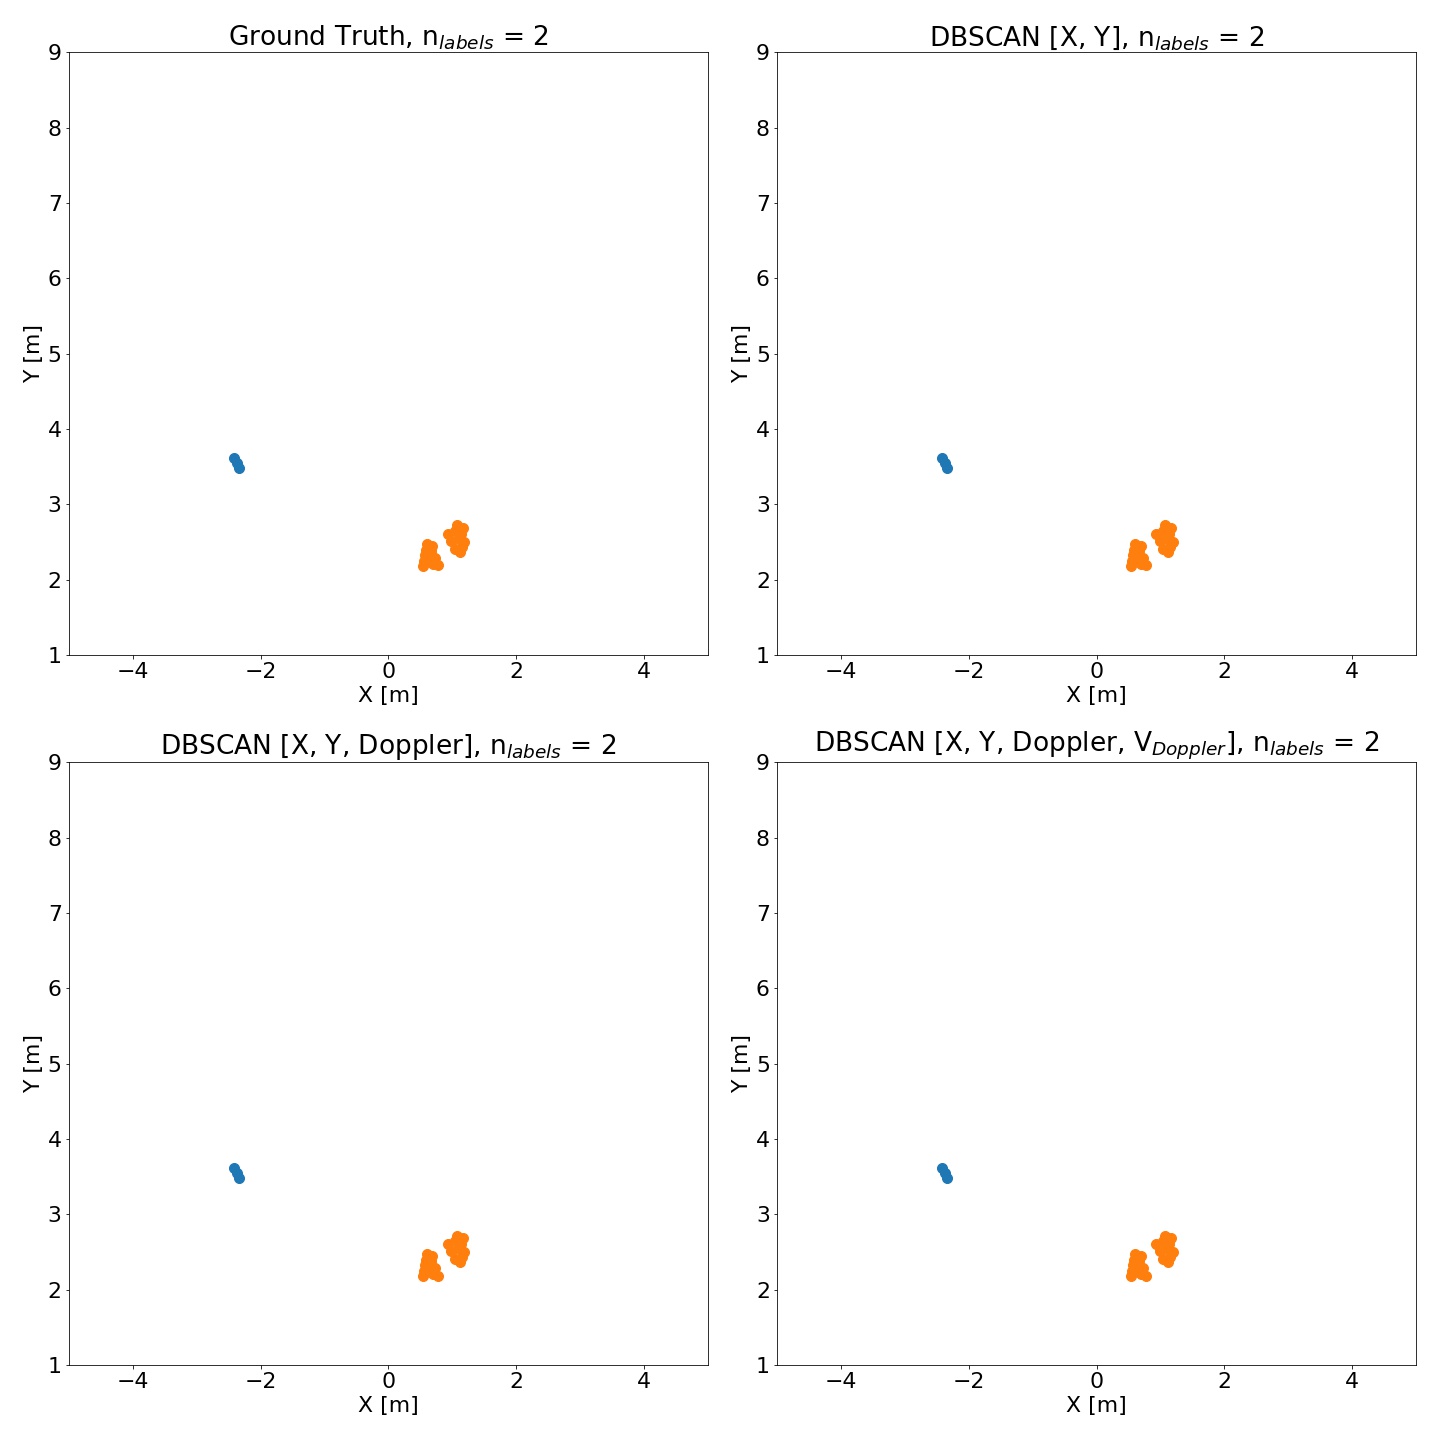 Ground Truth, n_labels = 2
9
8
7
6
5
4
3
2
1
Y [m]
−4 −2 0 2 4
X [m]
DBSCAN [X, Y], n_labels = 2
9
8
7
6
5
4
3
2
1
Y [m]
−4 −2 0 2 4
X [m]
DBSCAN [X, Y, Doppler], n_labels = 2
9
8
7
6
5
4
3
2
1
Y [m]
−4 −2 0 2 4
X [m]
DBSCAN [X, Y, Doppler, V_Doppler], n_labels = 2
9
8
7
6
5
4
3
2
1
Y [m]
−4 −2 0 2 4
X [m]